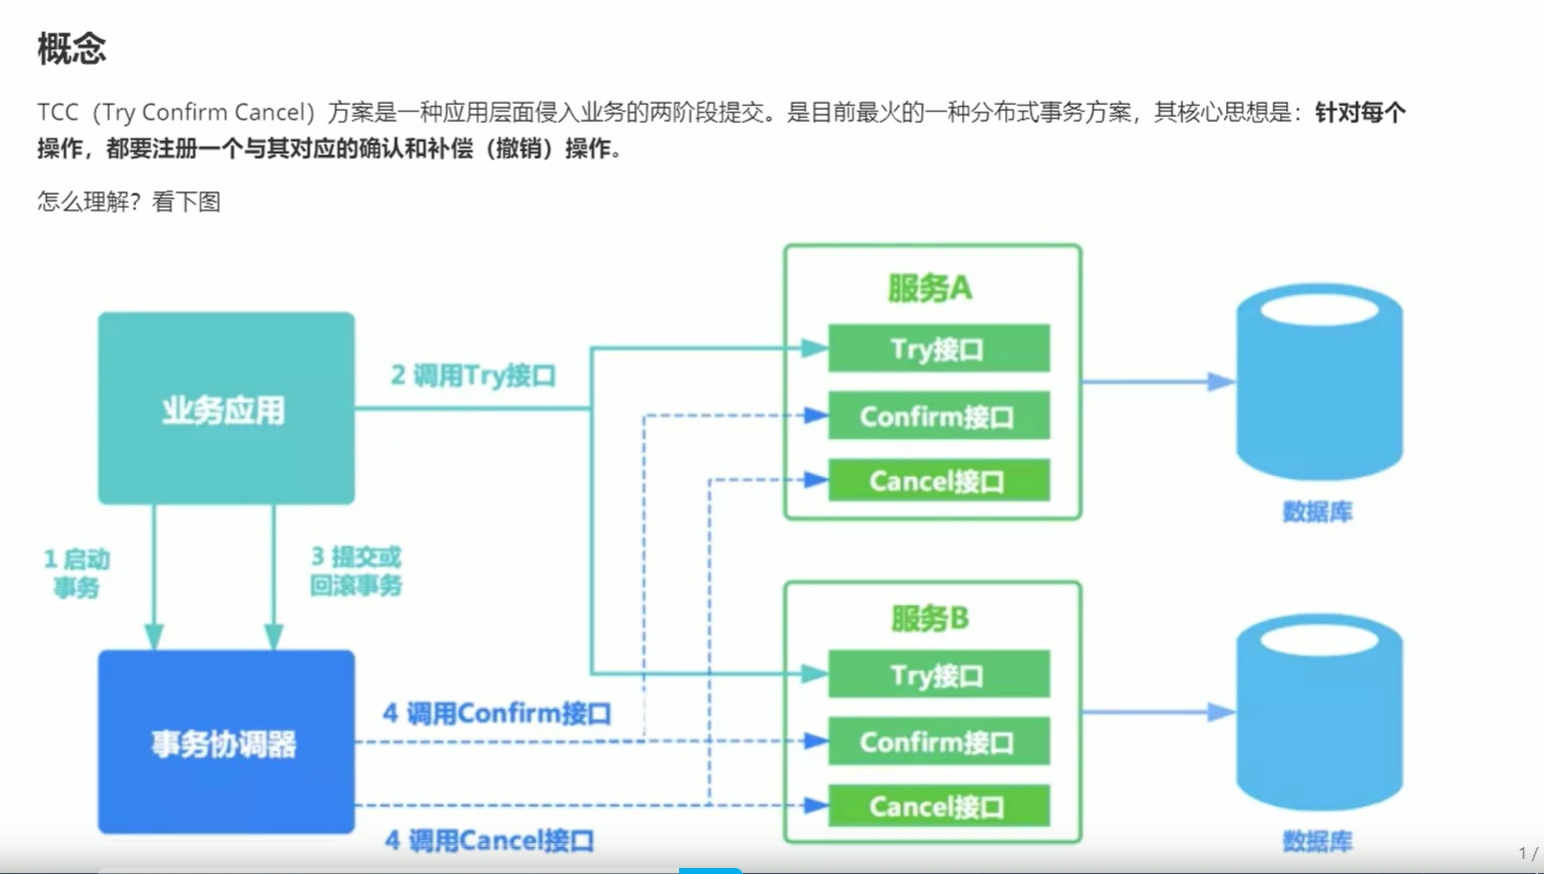 概念
TCC（Try Confirm Cancel）方案是一种应用层面侵入业务的两阶段提交。是目前最火的一种分布式事务方案，其核心思想是：针对每个
操作，都要注册一个与其对应的确认和补偿（撤销）操作。
怎么理解？看下图
业务应用
1 启动
事务
2 调用Try接口
3 提交或
回滚事务
事务协调器
4 调用Confirm接口
4 调用Cancel接口
服务A
Try接口
Confirm接口
Cancel接口
数据库
服务B
Try接口
Confirm接口
Cancel接口
数据库
1 /